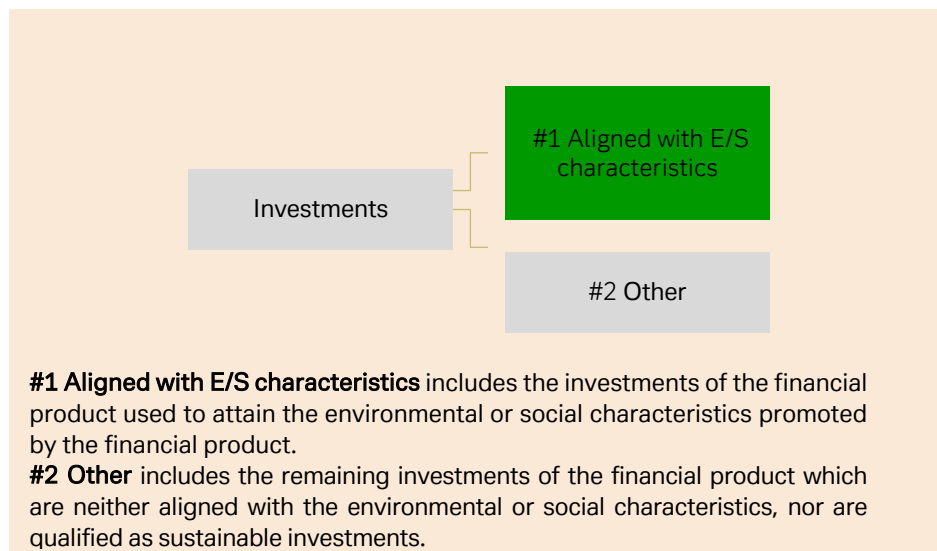 #1 Aligned with E/S
characteristics
Investments
#2 Other
#1 Aligned with E/S characteristics includes the investments of the financial
product used to attain the environmental or social characteristics promoted
by the financial product.
#2 Other includes the remaining investments of the financial product which
are neither aligned with the environmental or social characteristics, nor are
qualified as sustainable investments.